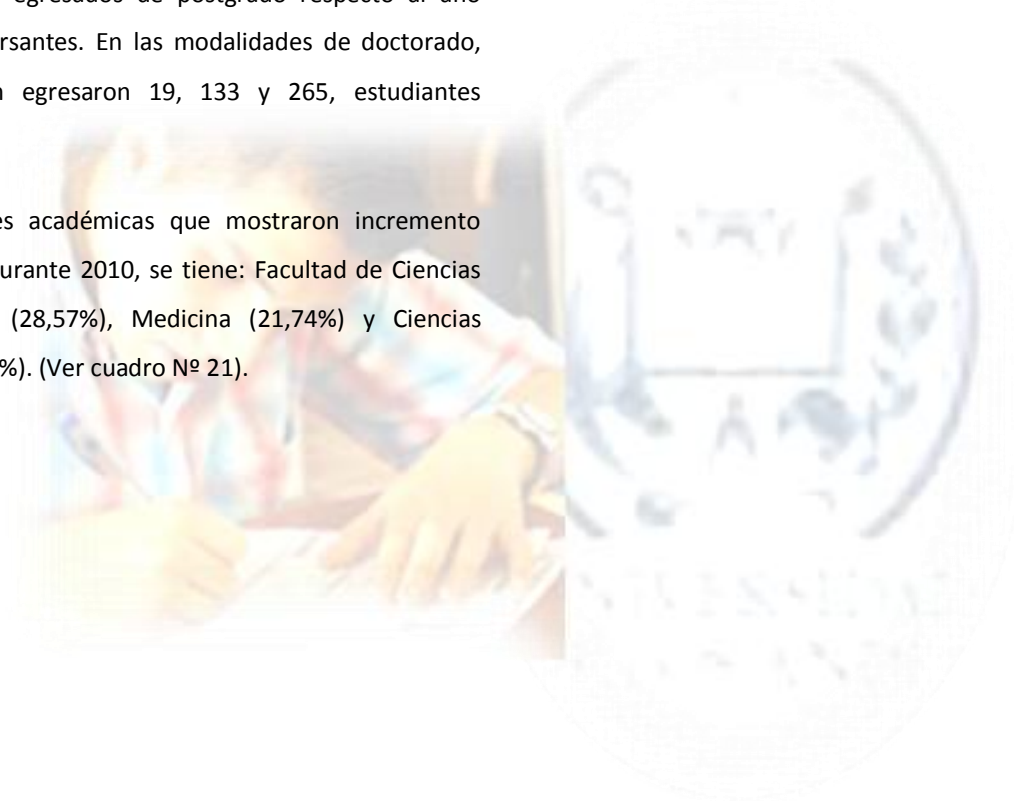 egresados de postgrado respecto al año
rsantes. En las modalidades de doctorado,
n egresaron 19, 133 y 265, estudiantes
es académicas que mostraron incremento
urante 2010, se tiene: Facultad de Ciencias
(28,57%), Medicina (21,74%) y Ciencias
%). (Ver cuadro Nº 21).